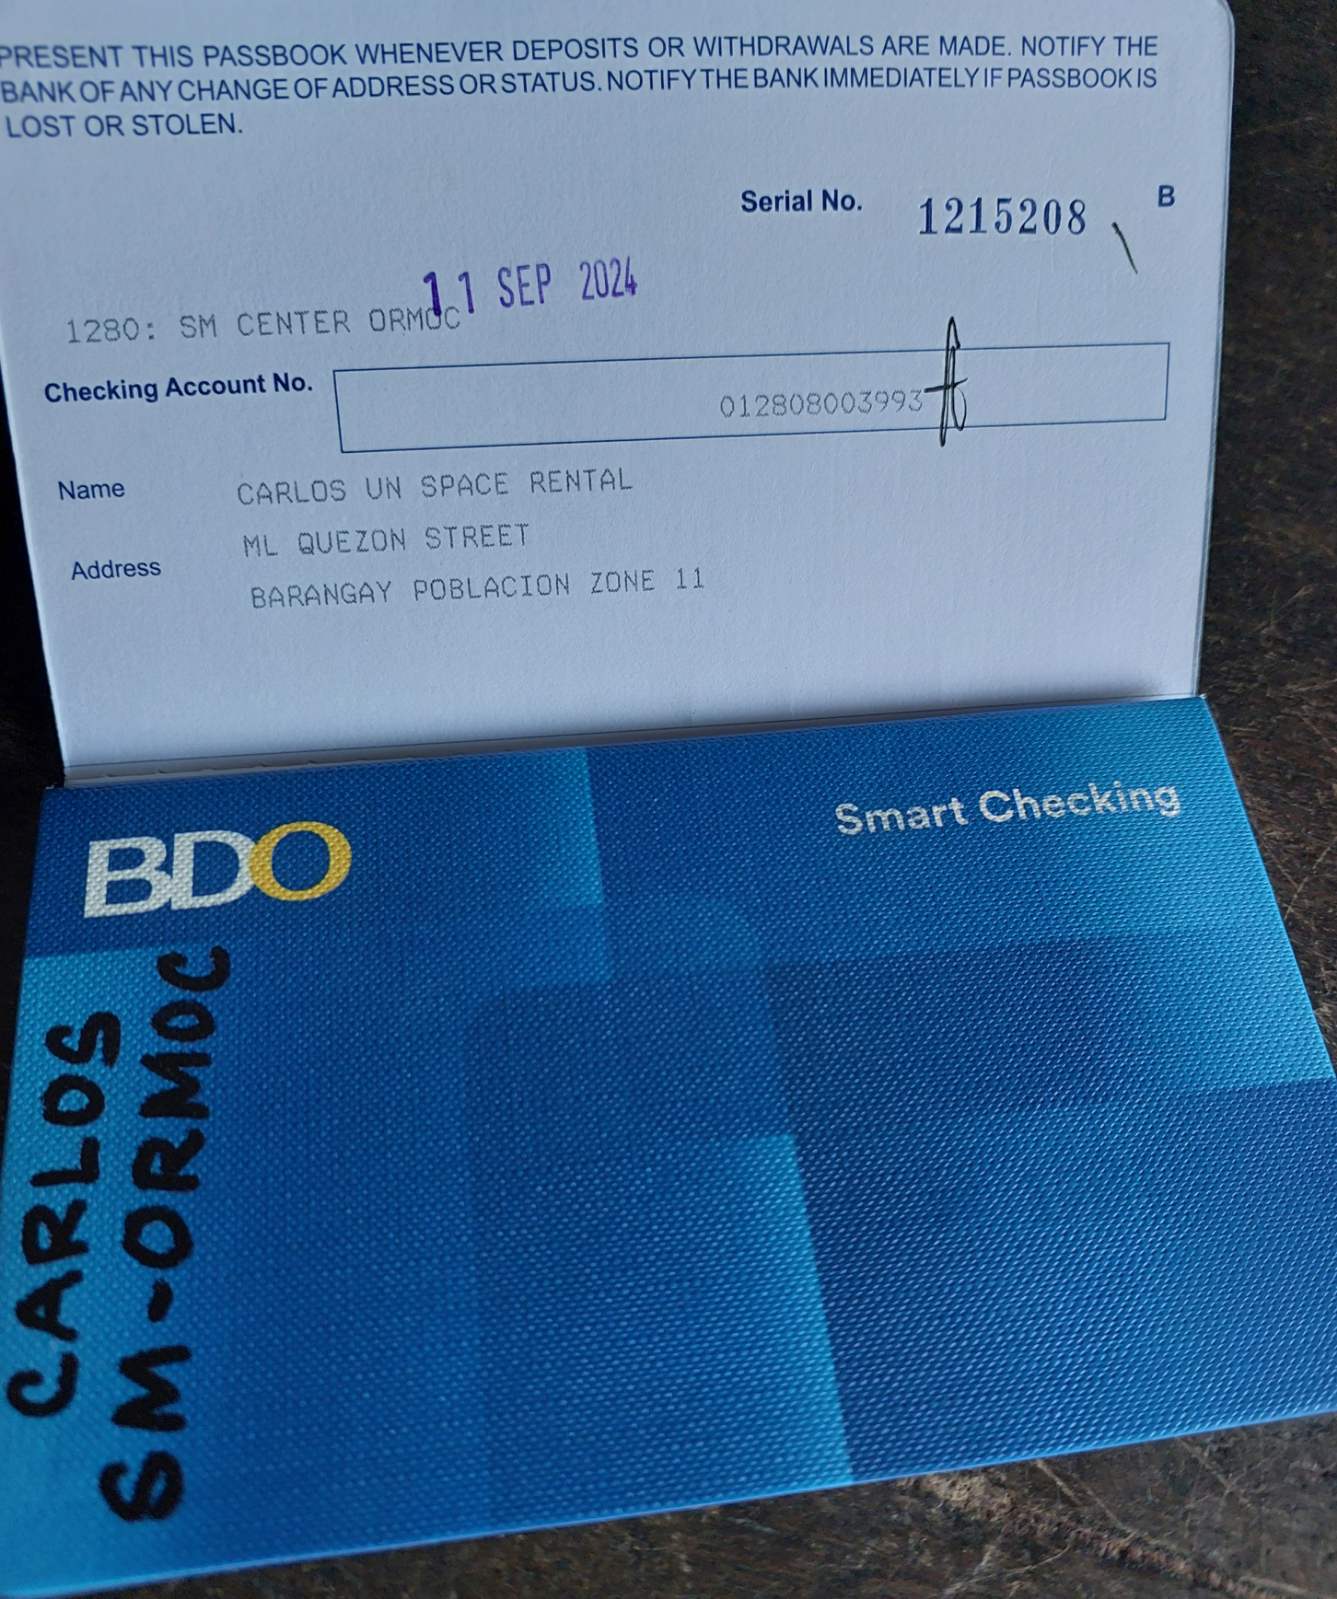 PRESENT THIS PASSBOOK WHENEVER DEPOSITS OR WITHDRAWALS ARE MADE. NOTIFY THE
BANK OF ANY CHANGE OF ADDRESS OR STATUS. NOTIFY THE BANK IMMEDIATELY IF PASSBOOK IS
LOST OR STOLEN.
Serial No. 1215208 B
11 SEP 2024
1280: SM CENTER ORMOC
Checking Account No. 012808003993
Name CARLOS UN SPACE RENTAL
Address ML QUEZON STREET
BARANGAY POBLACION ZONE 11
BDO
Smart Checking
CARLOS
SM-ORMOC